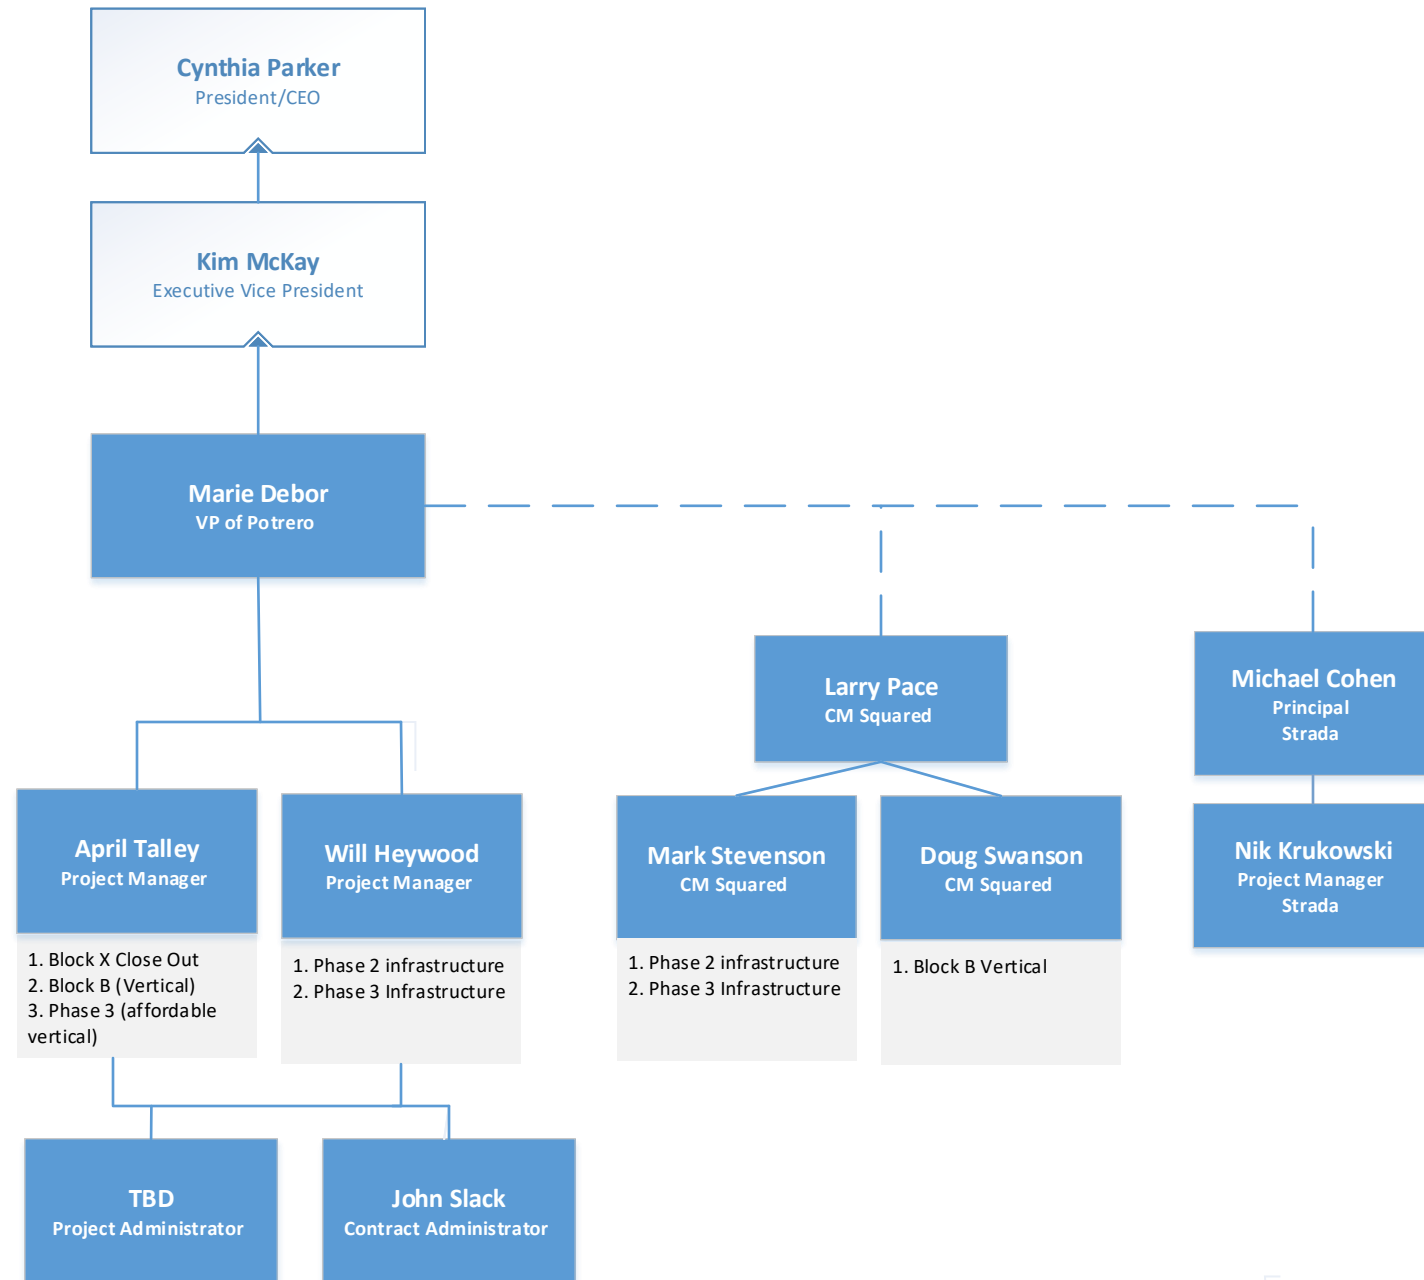 Cynthia Parker
President/CEO
Kim McKay
Executive Vice President
Marie Debor
VP of Potrero
Larry Pace
CM Squared
Michael Cohen
Principal
Strada
April Talley
Project Manager
Will Heywood
Project Manager
Mark Stevenson
CM Squared
Doug Swanson
CM Squared
Nik Krukowski
Project Manager
Strada
1. Block X Close Out
2. Block B (Vertical)
3. Phase 3 (affordable
vertical)
1. Phase 2 infrastructure
2. Phase 3 Infrastructure
1. Phase 2 infrastructure
2. Phase 3 Infrastructure
1. Block B Vertical
TBD
Project Administrator
John Slack
Contract Administrator